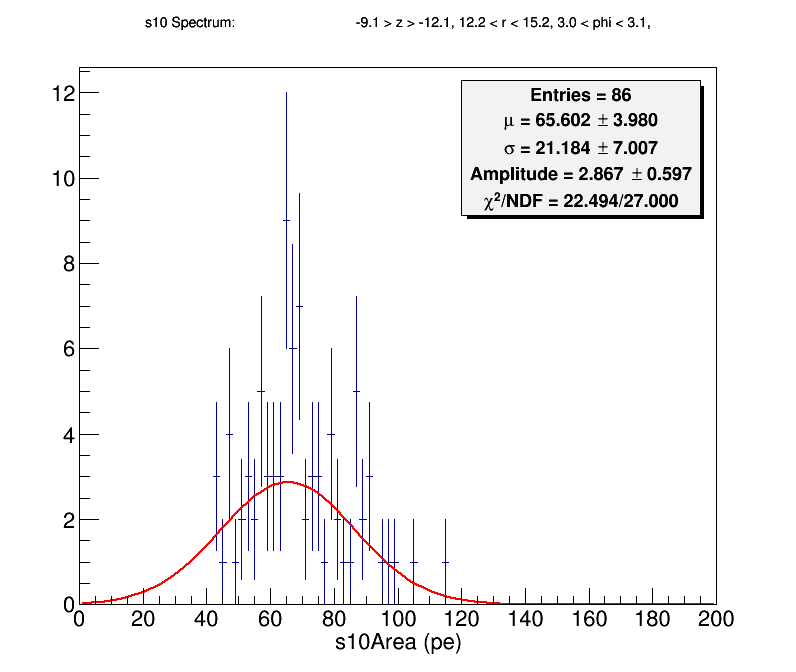 s10 Spectrum: -9.1 > z > -12.1, 12.2 < r < 15.2, 3.0 < phi < 3.1,
Entries = 86
μ = 65.602 ± 3.980
σ = 21.184 ± 7.007
Amplitude = 2.867 ± 0.597
χ²/NDF = 22.494/27.000
12
10
8
6
4
2
0
0 20 40 60 80 100 120 140 160 180 200
s10Area (pe)